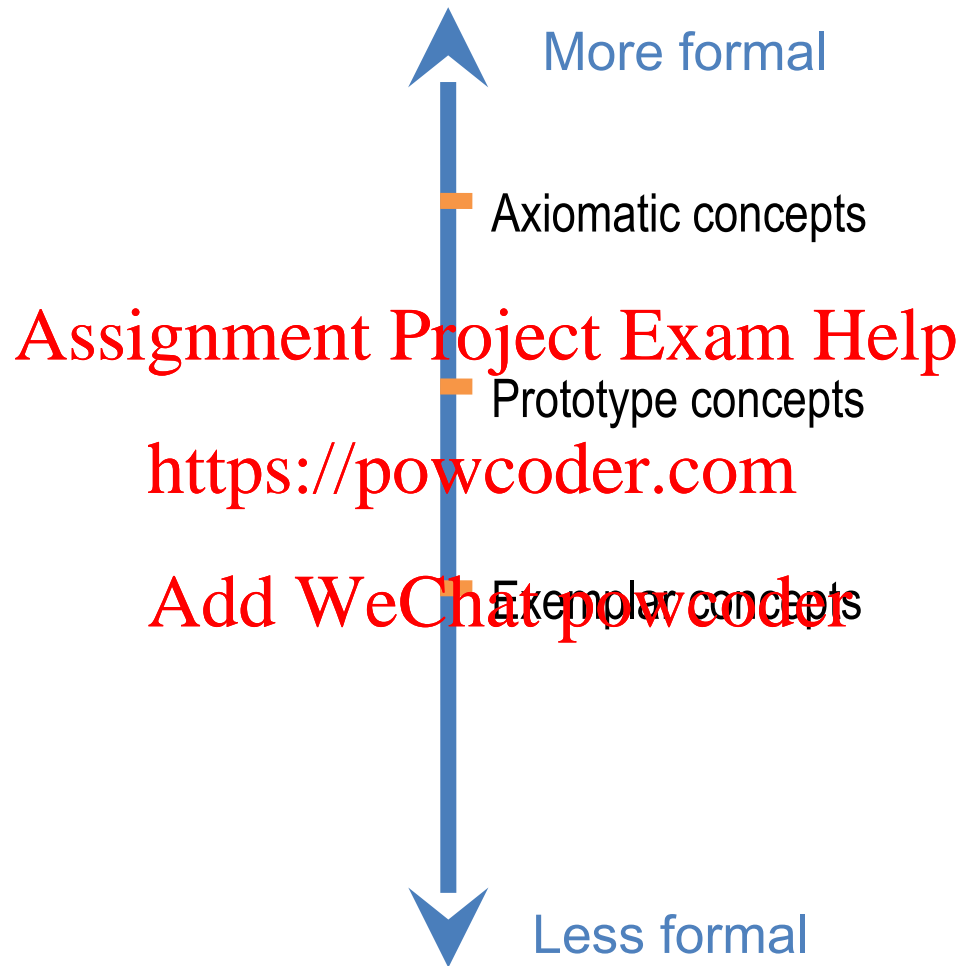 More formal
Axiomatic concepts
Assignment Project Exam Help
Prototype concepts
https://powcoder.com
Add WeChat powcoder
Exemplar concepts
Less formal